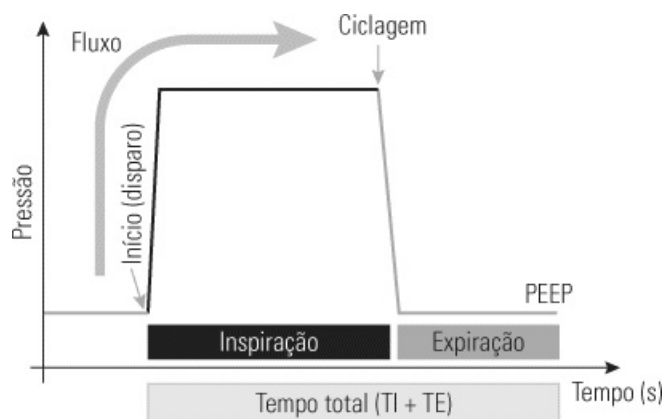 Ciclagem
Fluxo
Pressão
Início (disparo)
PEEP
Inspiração
Expiração
Tempo (s)
Tempo total (TI + TE)